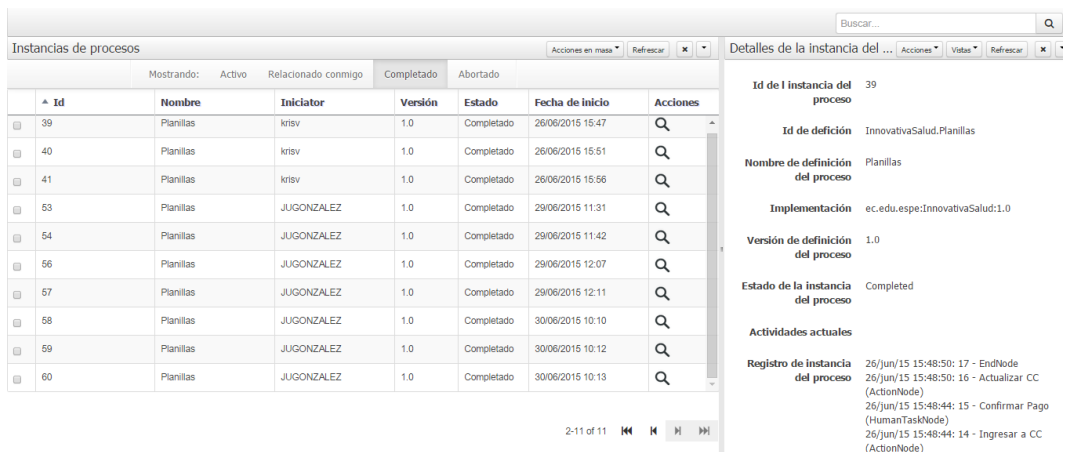 Buscar...
Instancias de procesos
Acciones en masa
Refrescar
Mostrando: Activo Relacionado conmigo Completado Abortado
Id Nombre Iniciator Versión Estado Fecha de inicio Acciones
39 Planillas krisv 1.0 Completado 26/06/2015 15:47
40 Planillas krisv 1.0 Completado 26/06/2015 15:51
41 Planillas krisv 1.0 Completado 26/06/2015 15:56
53 Planillas JUGONZALEZ 1.0 Completado 29/06/2015 11:31
54 Planillas JUGONZALEZ 1.0 Completado 29/06/2015 11:42
56 Planillas JUGONZALEZ 1.0 Completado 29/06/2015 12:07
57 Planillas JUGONZALEZ 1.0 Completado 29/06/2015 12:11
58 Planillas JUGONZALEZ 1.0 Completado 30/06/2015 10:10
59 Planillas JUGONZALEZ 1.0 Completado 30/06/2015 10:12
60 Planillas JUGONZALEZ 1.0 Completado 30/06/2015 10:13
2-11 of 11
Detalles de la instancia del ... Acciones Vistas Refrescar
Id de l instancia del 39
proceso
Id de defición InnovativaSalud.Planillas
Nombre de definición Planillas
del proceso
Implementación ec.edu.espe:InnovativaSalud:1.0
Versión de definición 1.0
del proceso
Estado de la instancia Completed
del proceso
Actividades actuales
Registro de instancia 26/jun/15 15:48:50: 17 - EndNode
del proceso 26/jun/15 15:48:50: 16 - Actualizar CC
(ActionNode)
26/jun/15 15:48:44: 15 - Confirmar Pago
(HumanTaskNode)
26/jun/15 15:48:44: 14 - Ingresar a CC
(ActionNode)